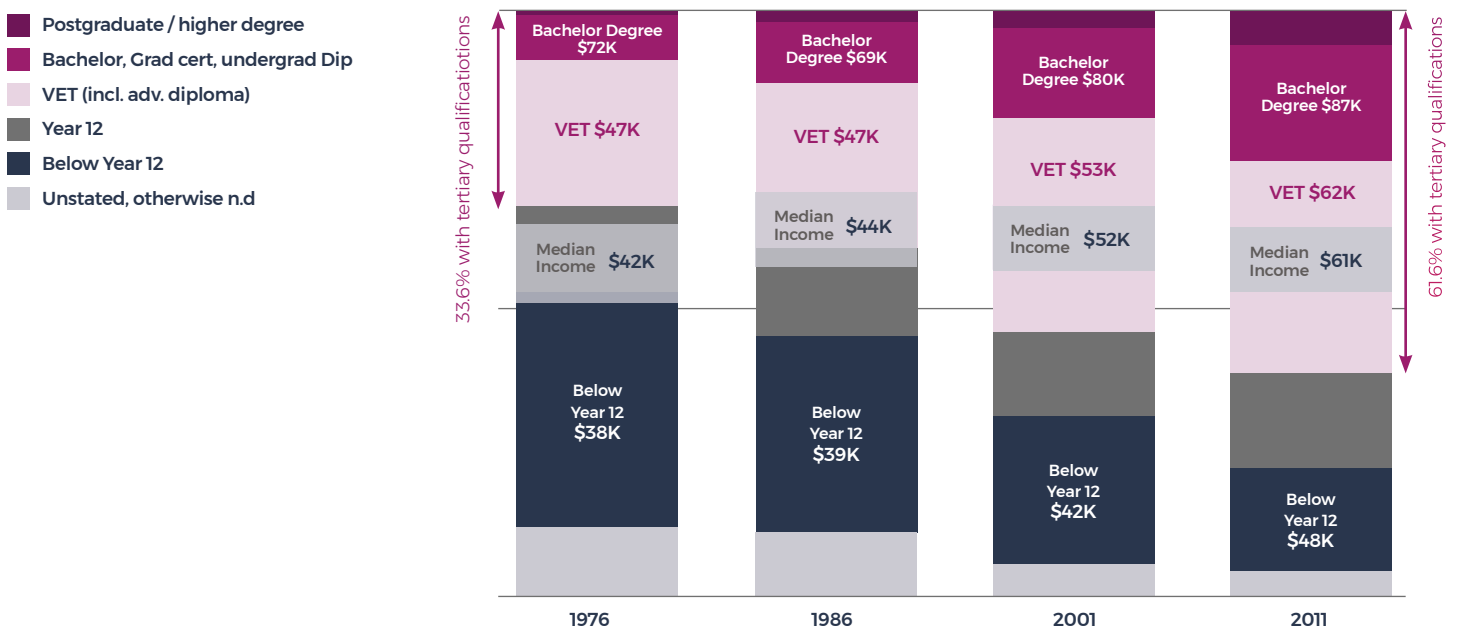 Postgraduate / higher degree
Bachelor, Grad cert, undergrad Dip
VET (incl. adv. diploma)
Year 12
Below Year 12
Unstated, otherwise n.d
33.6% with tertiary qualificatiotions
Bachelor Degree
$72K
VET $47K
Median
Income $42K
Below
Year 12
$38K
1976
Bachelor
Degree $69K
VET $47K
Median
Income $44K
Below
Year 12
$39K
1986
Bachelor
Degree $80K
VET $53K
Median
Income $52K
Below
Year 12
$42K
2001
Bachelor
Degree $87K
VET $62K
Median
Income $61K
Below
Year 12
$48K
2011
61.6% with tertiary qualifications